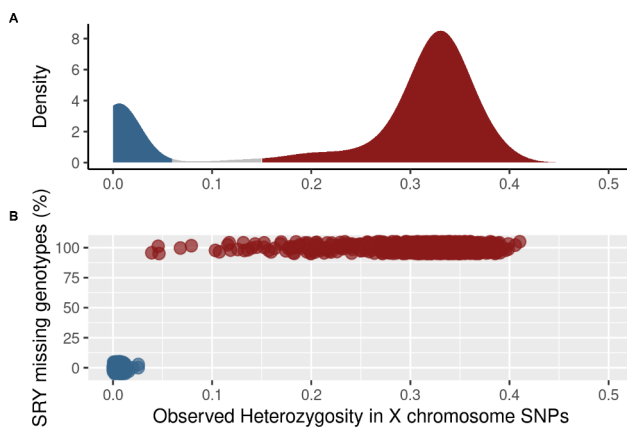 A
Density
8
6
4
2
0
0.0 0.1 0.2 0.3 0.4 0.5
B
SRY missing genotypes (%)
100
75
50
25
0
0.0 0.1 0.2 0.3 0.4 0.5
Observed Heterozygosity in X chromosome SNPs